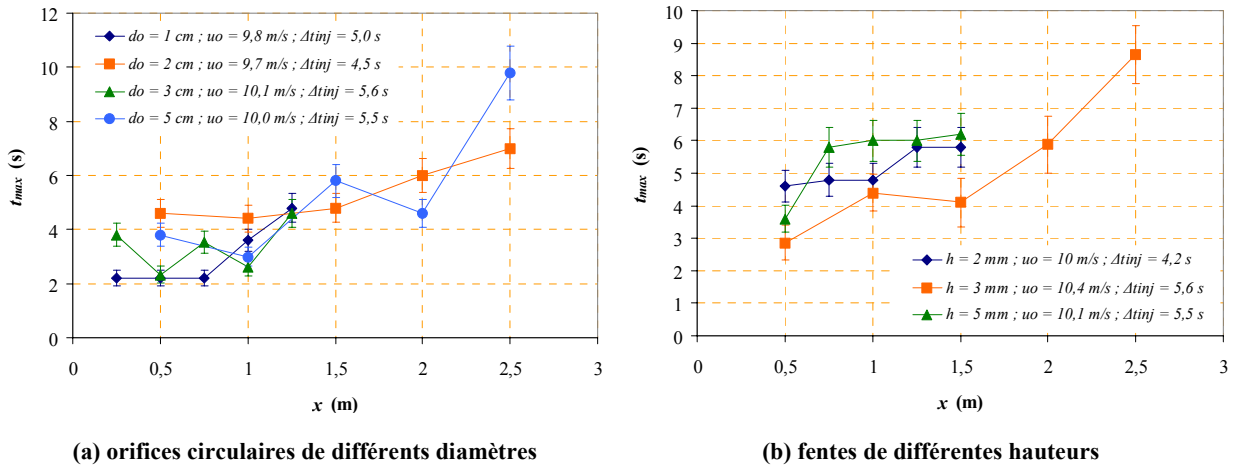 12
10
8
6
4
2
0
0
0,5
1
1,5
2
2,5
3
tmax (s)
x (m)
do = 1 cm ; uo = 9,8 m/s ; Δtinj = 5,0 s
do = 2 cm ; uo = 9,7 m/s ; Δtinj = 4,5 s
do = 3 cm ; uo = 10,1 m/s ; Δtinj = 5,6 s
do = 5 cm ; uo = 10,0 m/s ; Δtinj = 5,5 s
(a) orifices circulaires de différents diamètres
10
9
8
7
6
5
4
3
2
1
0
0
0,5
1
1,5
2
2,5
3
tmax (s)
x (m)
h = 2 mm ; uo = 10 m/s ; Δtinj = 4,2 s
h = 3 mm ; uo = 10,4 m/s ; Δtinj = 5,6 s
h = 5 mm ; uo = 10,1 m/s ; Δtinj = 5,5 s
(b) fentes de différentes hauteurs